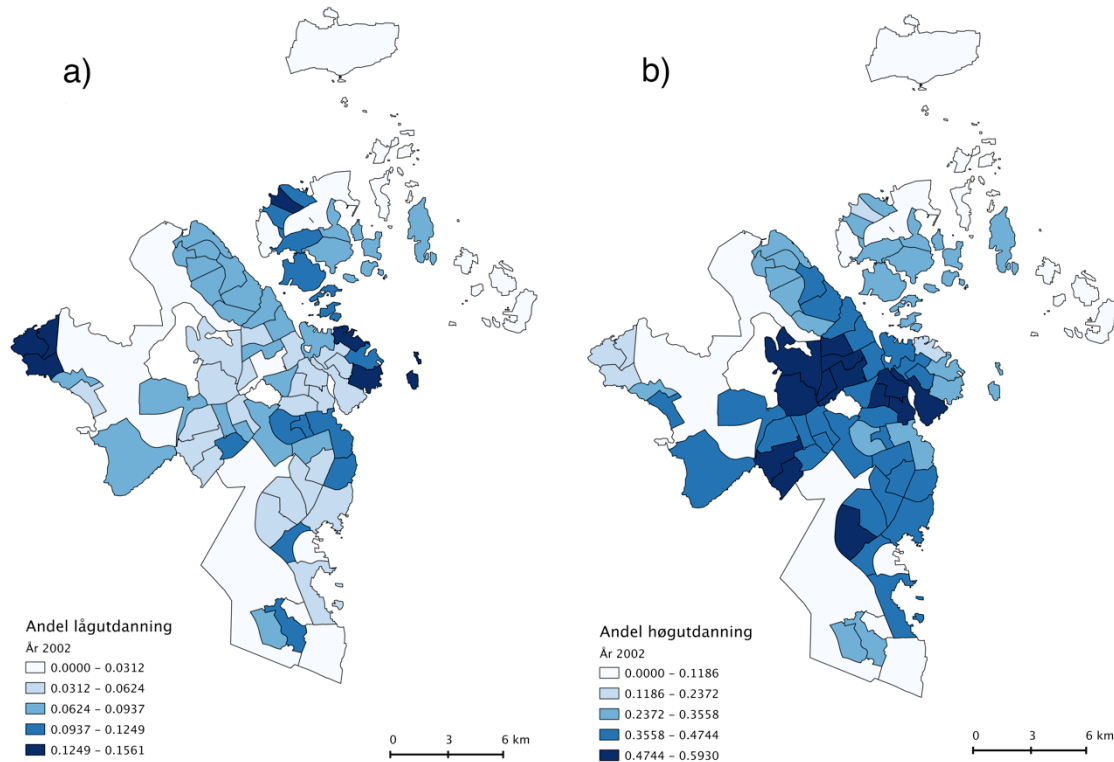 a)
Andel lågutdanning
År 2002
0.0000 – 0.0312
0.0312 – 0.0624
0.0624 – 0.0937
0.0937 – 0.1249
0.1249 – 0.1561
0 3 6 km
b)
Andel høgutdanning
År 2002
0.0000 – 0.1186
0.1186 – 0.2372
0.2372 – 0.3558
0.3558 – 0.4744
0.4744 – 0.5930
0 3 6 km